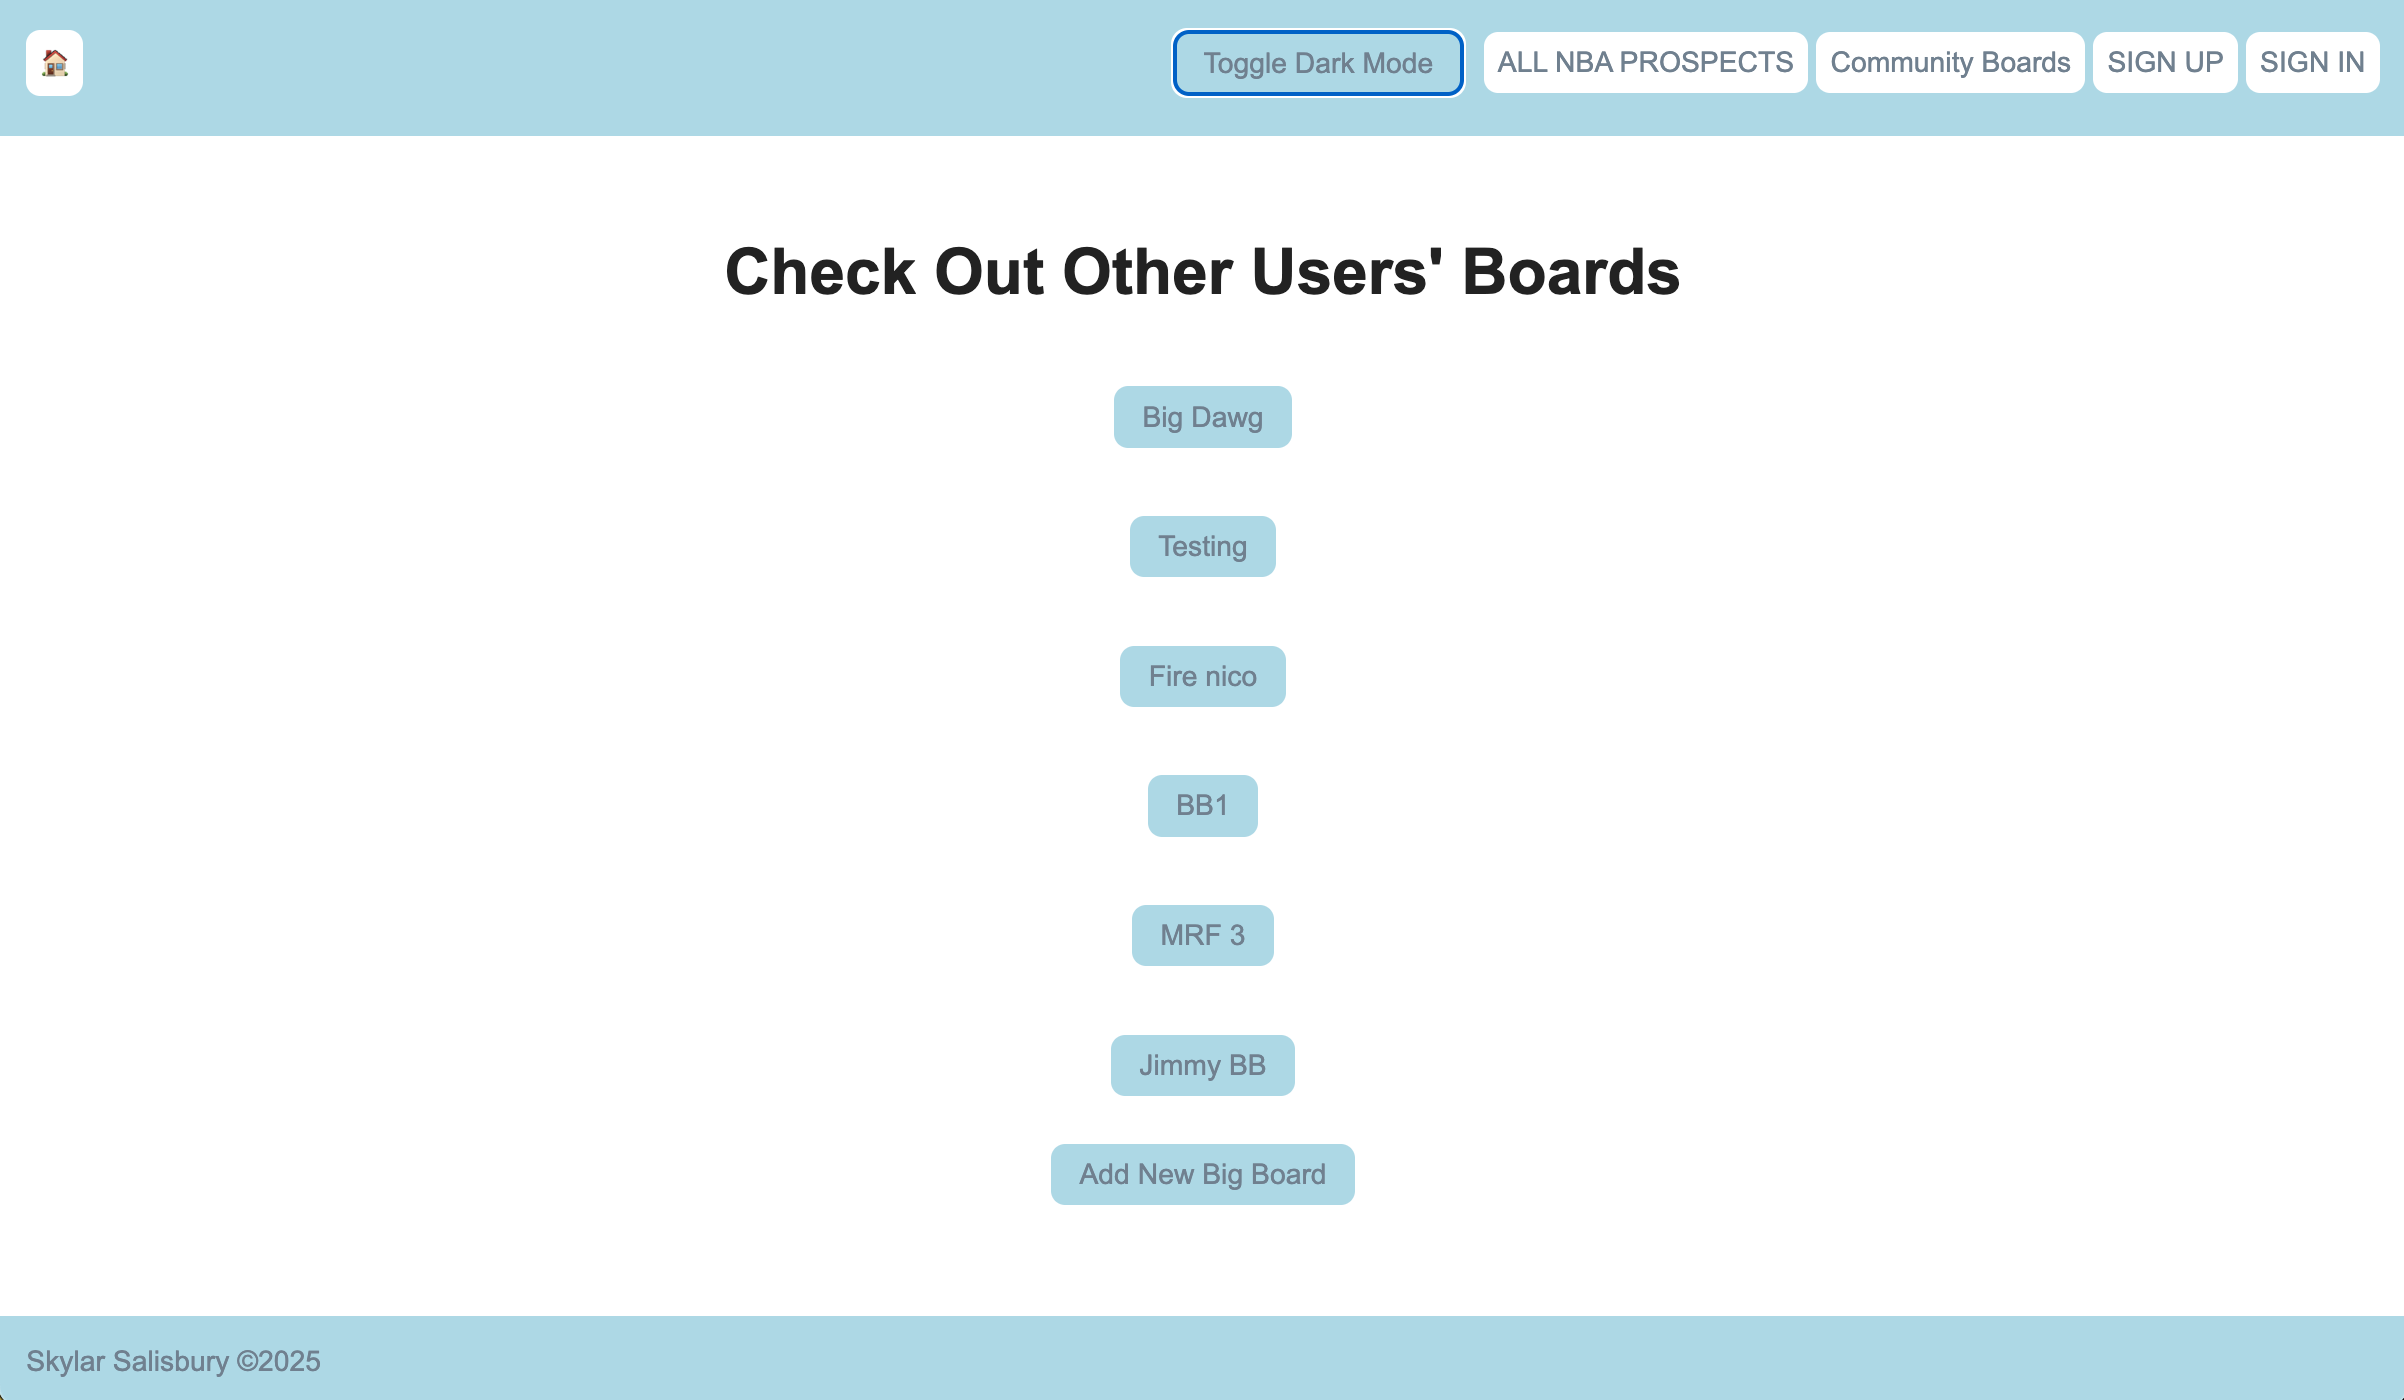 Toggle Dark Mode ALL NBA PROSPECTS Community Boards SIGN UP SIGN IN
Check Out Other Users' Boards
Big Dawg
Testing
Fire nico
BB1
MRF 3
Jimmy BB
Add New Big Board
Skylar Salisbury ©2025